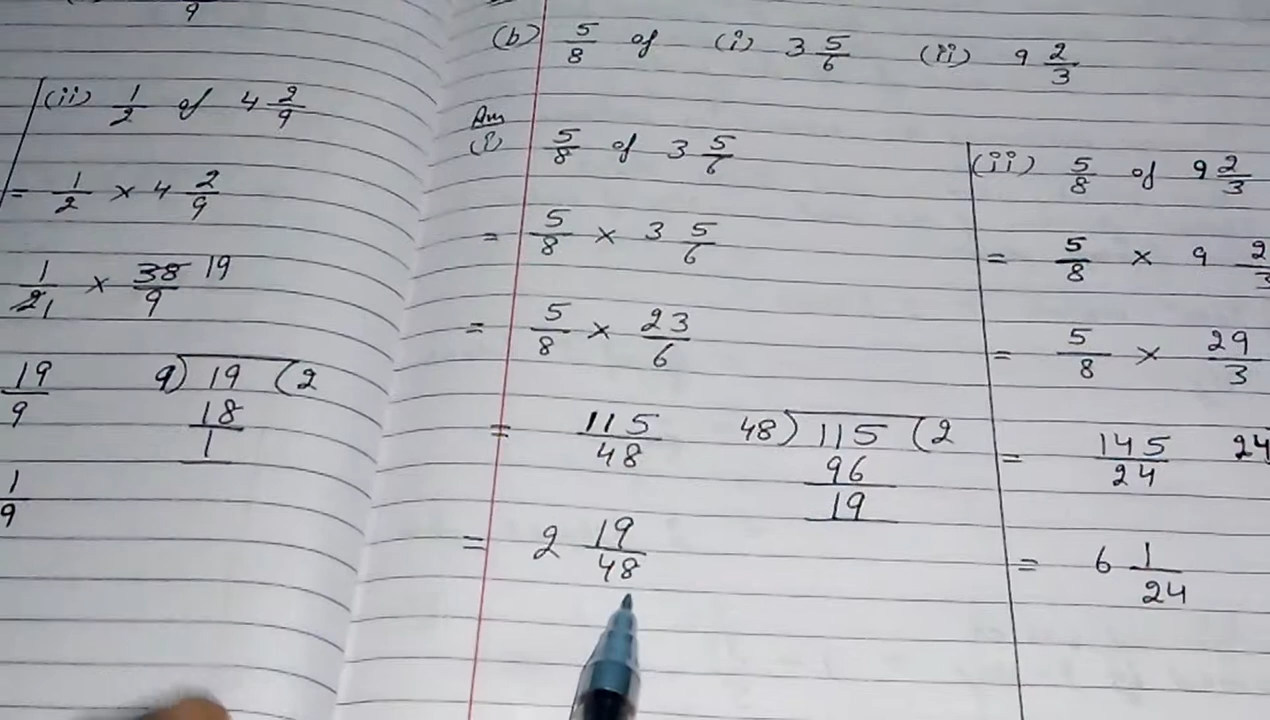 9
(ii) 1/2 of 4 2/9
= 1/2 × 4 2/9
1/2 1 × 38/9 19
19/9 9) 19 (2
18
1
1/9
(b) 5/8 of (i) 3 5/6 (ii) 9 2/3
Ans
(i) 5/8 of 3 5/6
= 5/8 × 3 5/6
= 5/8 × 23/6
= 115/48 48) 115 (2
96
19
= 2 19/48
(ii) 5/8 of 9 2/3
= 5/8 × 9 2/3
= 5/8 × 29/3
= 145/24 24
= 6 1/24